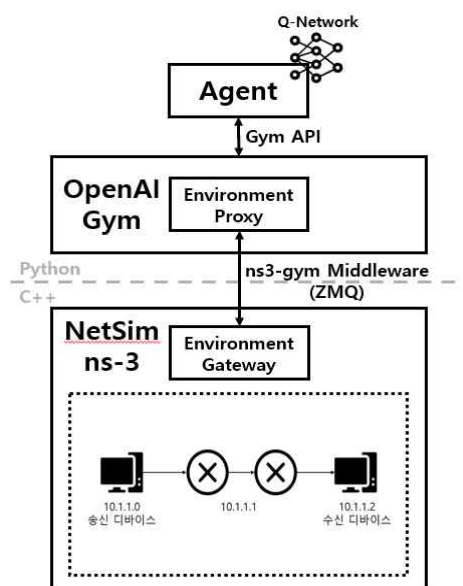 Q-Network
Agent
Gym API
OpenAI
Gym
Environment
Proxy
Python
ns3-gym Middleware
(ZMQ)
C++
NetSim
ns-3
Environment
Gateway
10.1.1.0
10.1.1.1
10.1.1.2
송신 디바이스
수신 디바이스